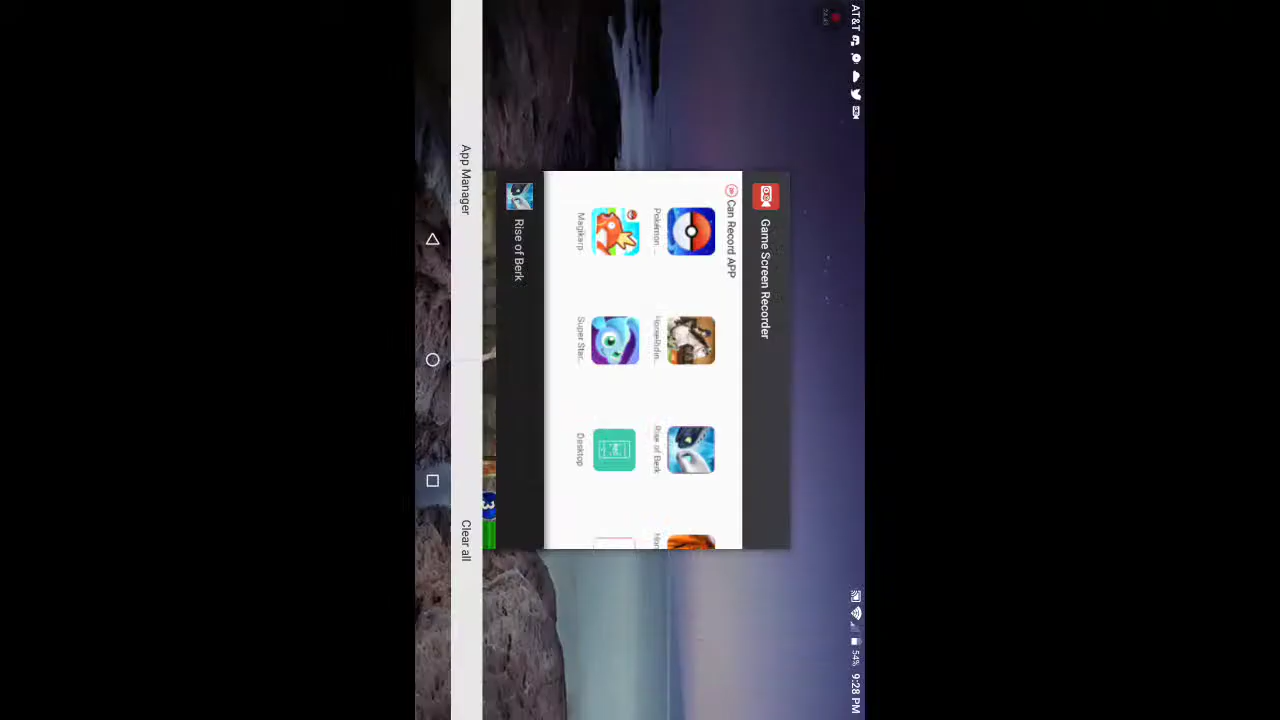 AT&T
54% 9:28 PM
Game Screen Recorder
Can Record APP
Pokémon ...
Rise of Berk
Magikarp
Super Star...
Desktop
Rise of Berk
App Manager
Clear all